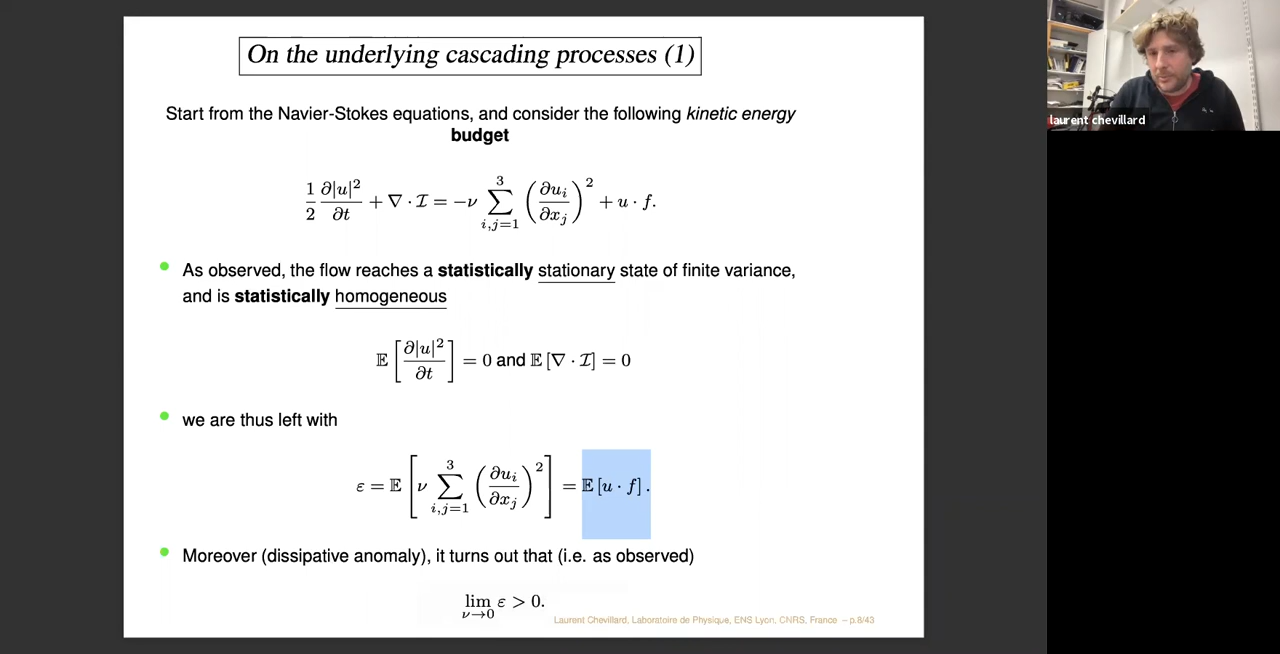 On the underlying cascading processes (1)
Start from the Navier-Stokes equations, and consider the following kinetic energy
budget
1/2 ∂|u|²/∂t + ∇ · ℐ = −ν ∑_{i,j=1}^{3} (∂u_i/∂x_j)² + u · f.
• As observed, the flow reaches a statistically stationary state of finite variance,
and is statistically homogeneous
𝔼 [∂|u|²/∂t] = 0 and 𝔼 [∇ · ℐ] = 0
• we are thus left with
ε = 𝔼 [ν ∑_{i,j=1}^{3} (∂u_i/∂x_j)²] = 𝔼 [u · f] .
• Moreover (dissipative anomaly), it turns out that (i.e. as observed)
lim_{ν→0} ε > 0.
Laurent Chevillard, Laboratoire de Physique, ENS Lyon, CNRS, France – p.8/43
laurent chevillard